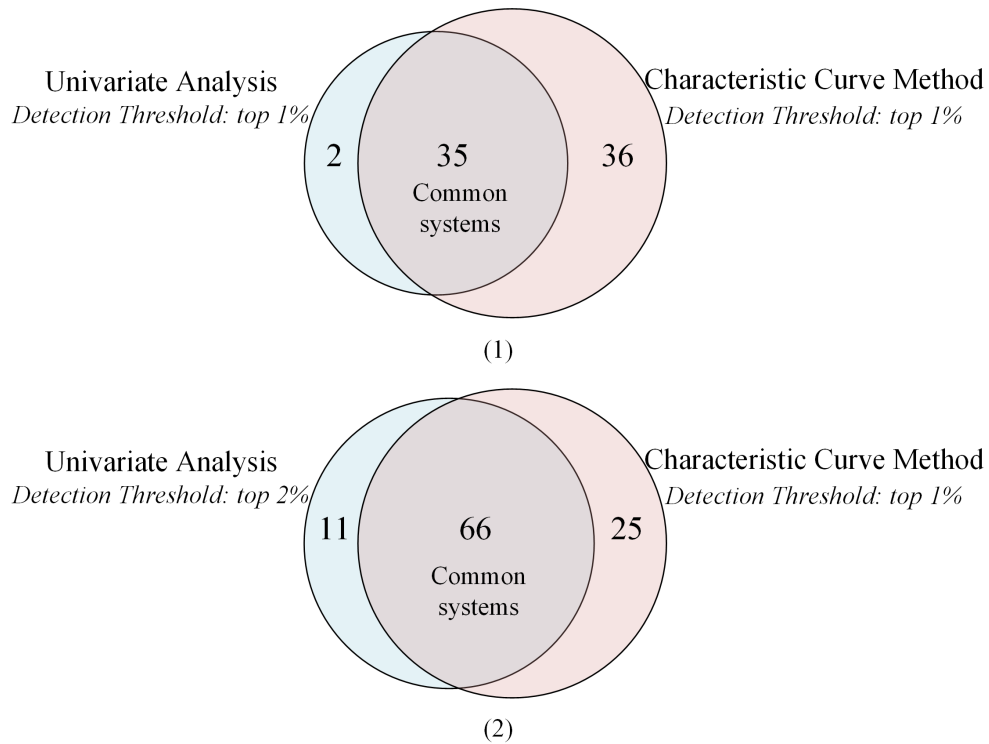 Univariate Analysis
Detection Threshold: top 1%
Characteristic Curve Method
Detection Threshold: top 1%
2
35
36
Common
systems
(1)
Univariate Analysis
Detection Threshold: top 2%
Characteristic Curve Method
Detection Threshold: top 1%
11
66
25
Common
systems
(2)